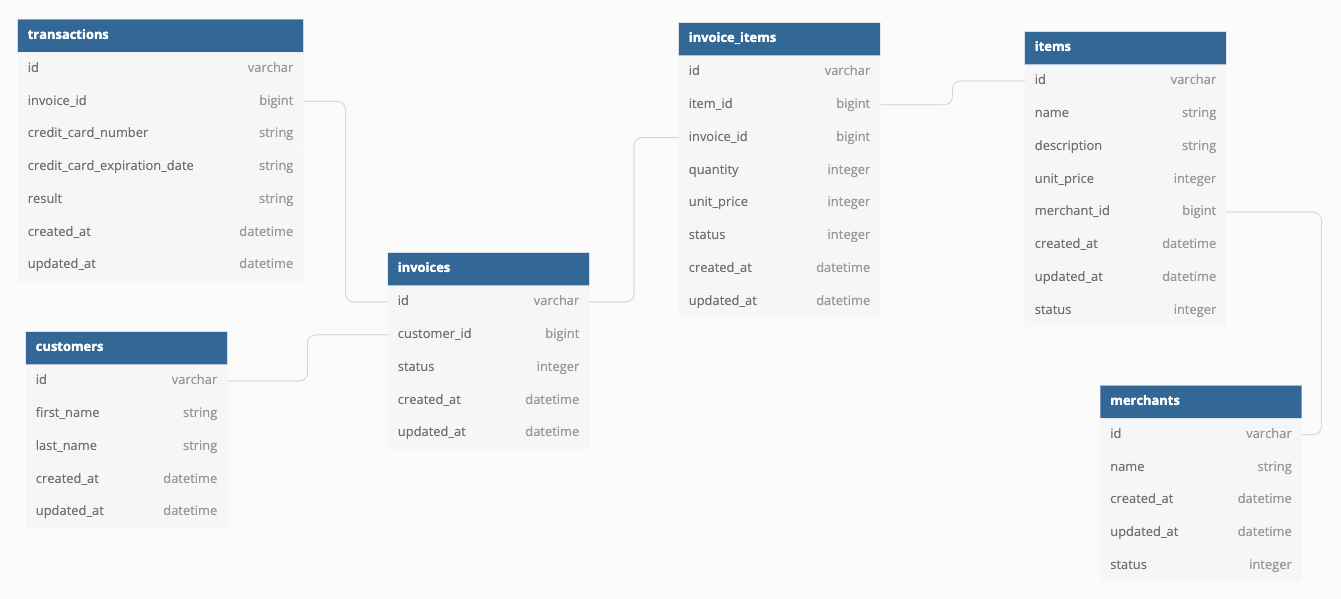 transactions
id varchar
invoice_id bigint
credit_card_number string
credit_card_expiration_date string
result string
created_at datetime
updated_at datetime
customers
id varchar
first_name string
last_name string
created_at datetime
updated_at datetime
invoices
id varchar
customer_id bigint
status integer
created_at datetime
updated_at datetime
invoice_items
id varchar
item_id bigint
invoice_id bigint
quantity integer
unit_price integer
status integer
created_at datetime
updated_at datetime
items
id varchar
name string
description string
unit_price integer
merchant_id bigint
created_at datetime
updated_at datetime
status integer
merchants
id varchar
name string
created_at datetime
updated_at datetime
status integer